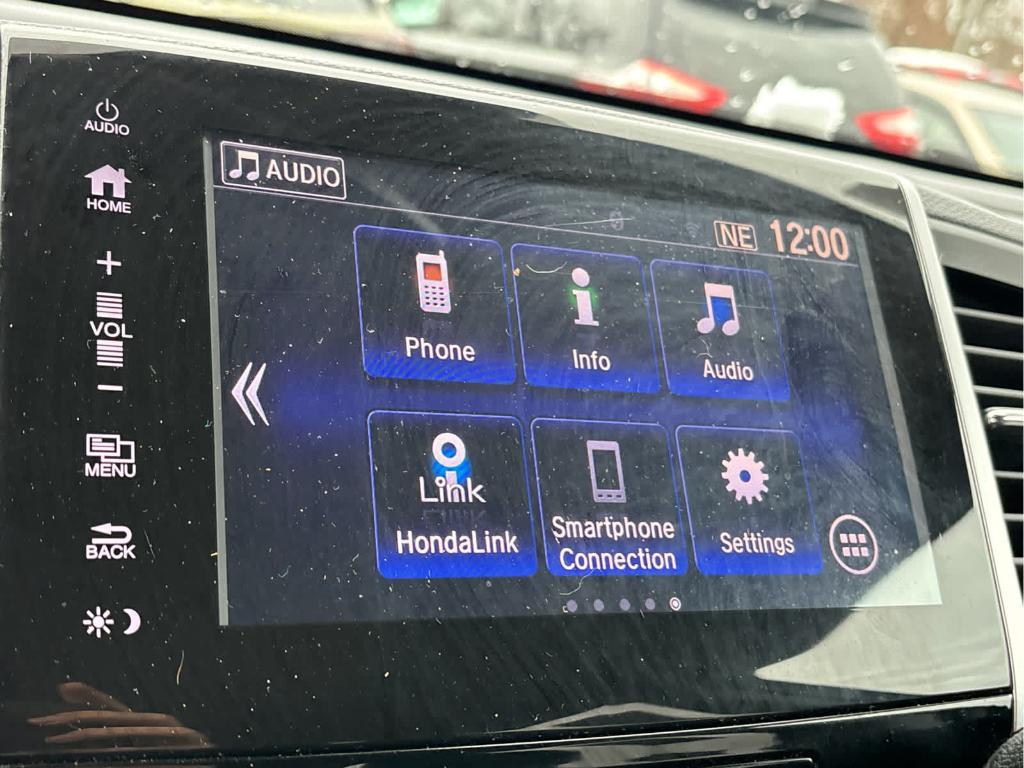 AUDIO
HOME
+
VOL
-
MENU
BACK
AUDIO
NE 12:00
Phone
Info
Audio
Link
HondaLink
Smartphone
Connection
Settings